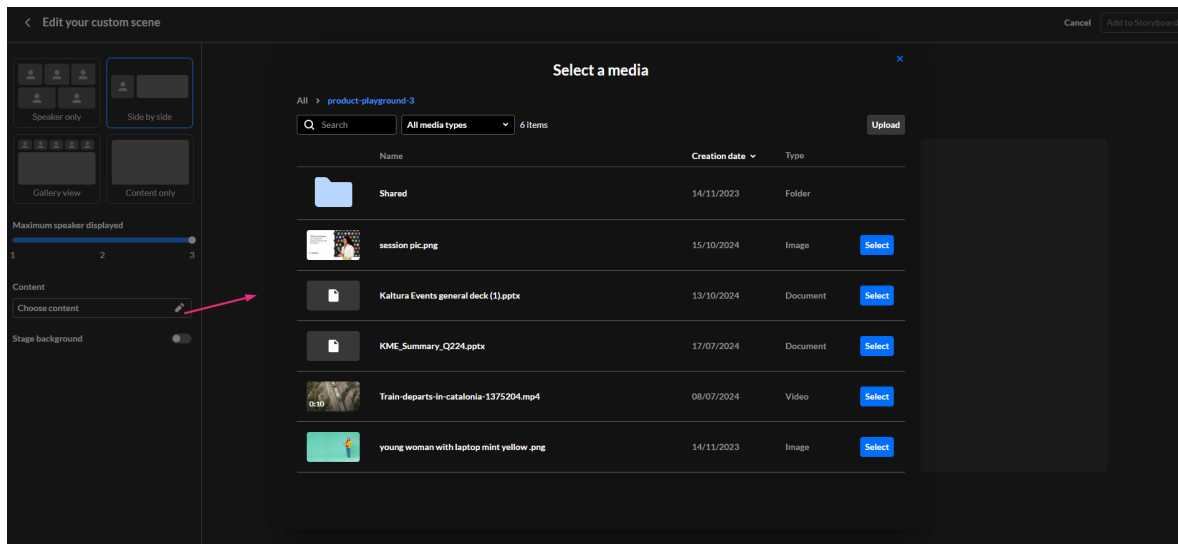 Edit your custom scene
Cancel
Add to Storyboard
Speaker only
Side by side
Gallery view
Content only
Maximum speaker displayed
1 2 3
Content
Choose content
Stage background
Select a media
All > product-playground-3
Search
All media types
6 items
Upload
Name Creation date Type
Shared 14/11/2023 Folder
session pic.png 15/10/2024 Image Select
Kaltura Events general deck (1).pptx 13/10/2024 Document Select
KME_Summary_Q224.pptx 17/07/2024 Document Select
0:10 Train-departs-in-catalonia-1375204.mp4 08/07/2024 Video Select
young woman with laptop mint yellow .png 14/11/2023 Image Select